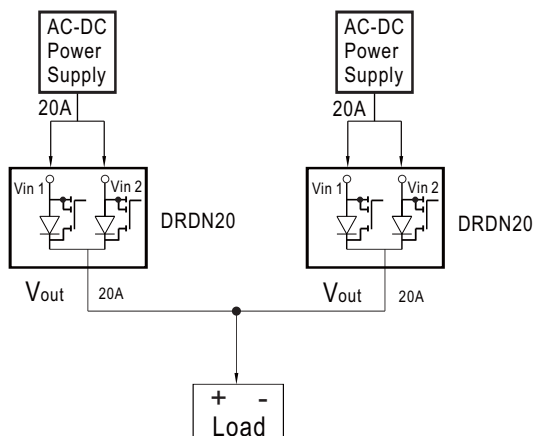 AC-DC
Power
Supply
20A
Vin 1
Vin 2
DRDN20
Vout
20A
AC-DC
Power
Supply
20A
Vin 1
Vin 2
DRDN20
Vout
20A
+ -
Load